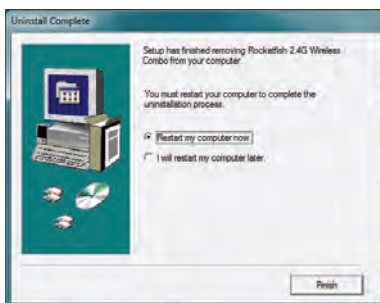 Uninstall Complete
Setup has finished removing Rocketfish 2.4G Wireless
Combo from your computer.
You must restart your computer to complete the
uninstallation process.
Restart my computer now.
I will restart my computer later.
Finish